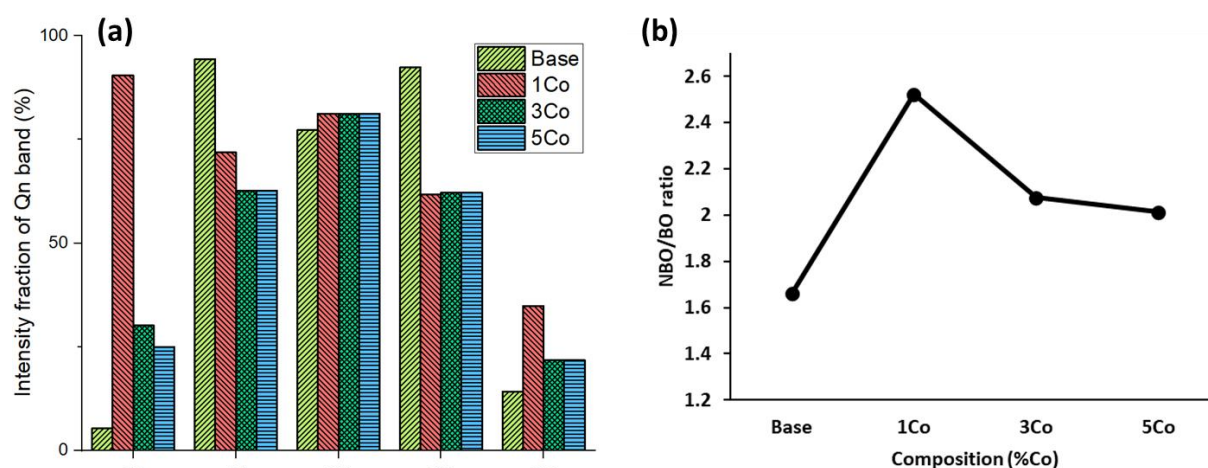 (a)
100
50
0
Intensity fraction of Qn band (%)
Base
1Co
3Co
5Co
(b)
2.6
2.4
2.2
2
1.8
1.6
1.4
1.2
NBO/BO ratio
Base 1Co 3Co 5Co
Composition (%Co)